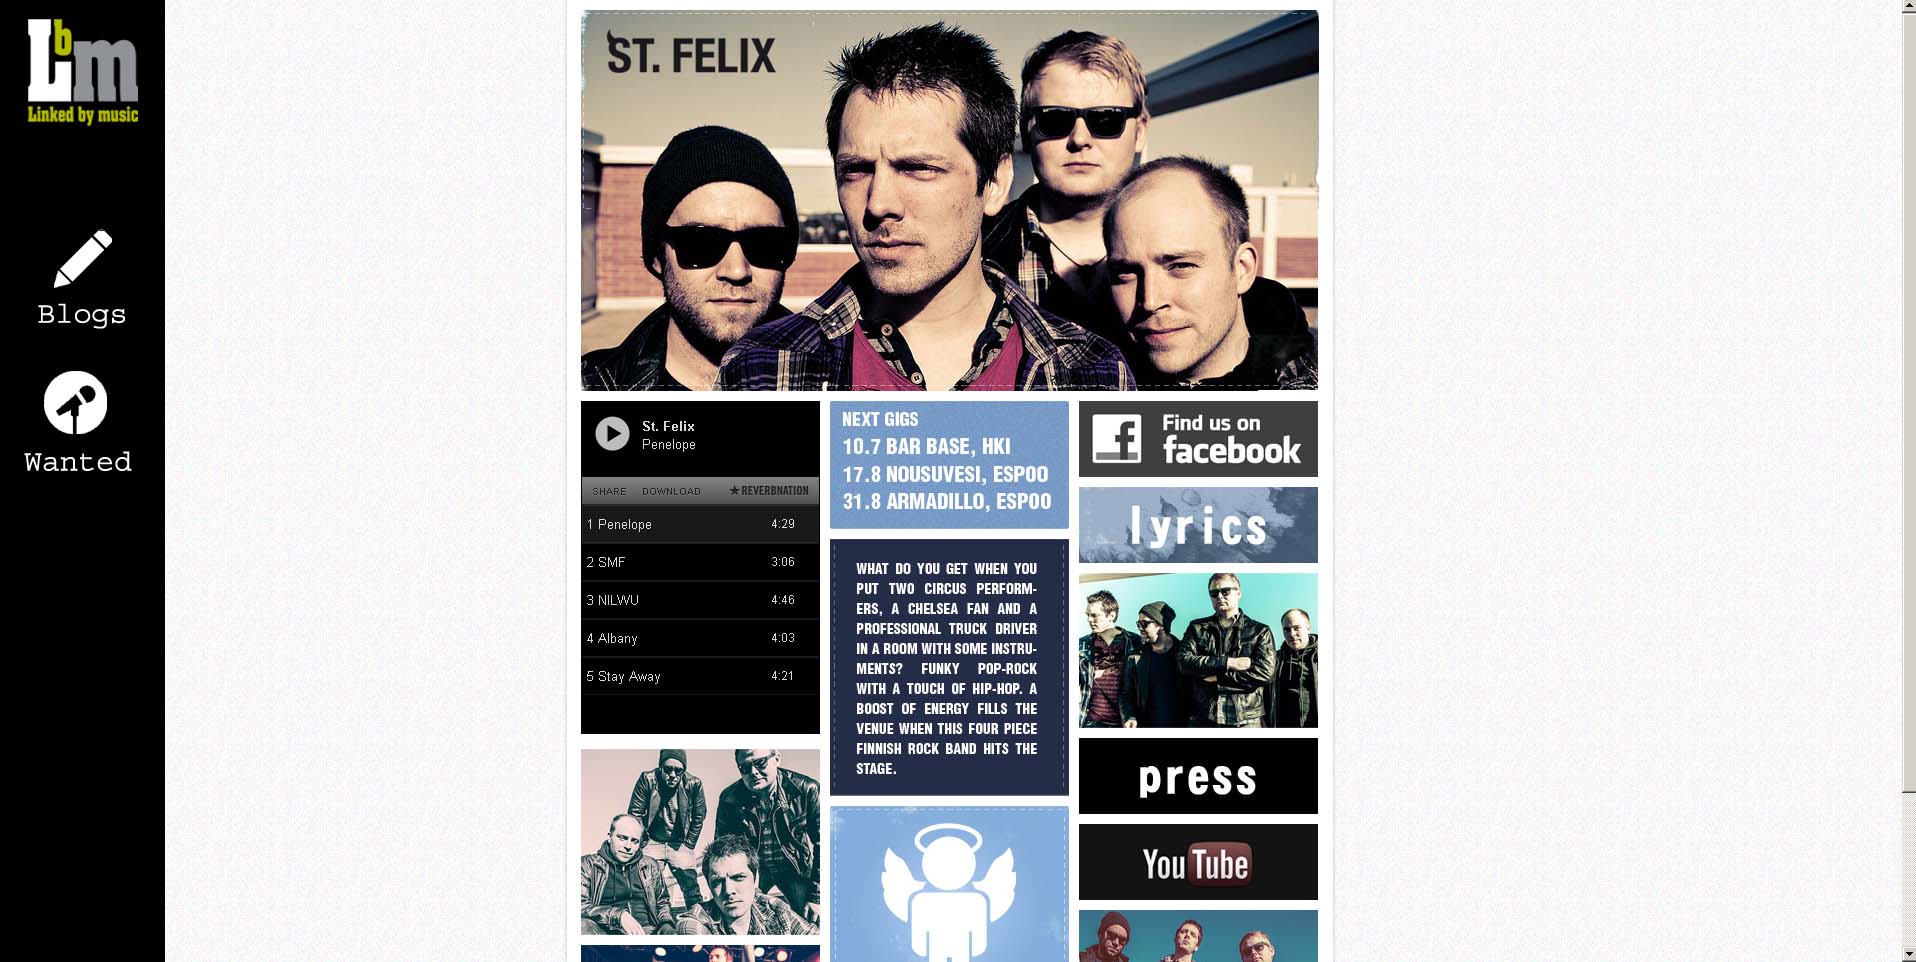 Lbm
Linked by music
Blogs
Wanted
ST. FELIX
St. Felix
Penelope
SHARE DOWNLOAD ★REVERBNATION
1 Penelope 4:29
2 SMF 3:06
3 NILWU 4:46
4 Albany 4:03
5 Stay Away 4:21
NEXT GIGS
10.7 BAR BASE, HKI
17.8 NOUSUVESI, ESPOO
31.8 ARMADILLO, ESPOO
WHAT DO YOU GET WHEN YOU
PUT TWO CIRCUS PERFORM-
ERS, A CHELSEA FAN AND A
PROFESSIONAL TRUCK DRIVER
IN A ROOM WITH SOME INSTRU-
MENTS? FUNKY POP-ROCK
WITH A TOUCH OF HIP-HOP. A
BOOST OF ENERGY FILLS THE
VENUE WHEN THIS FOUR PIECE
FINNISH ROCK BAND HITS THE
STAGE.
Find us on
facebook
lyrics
press
YouTube